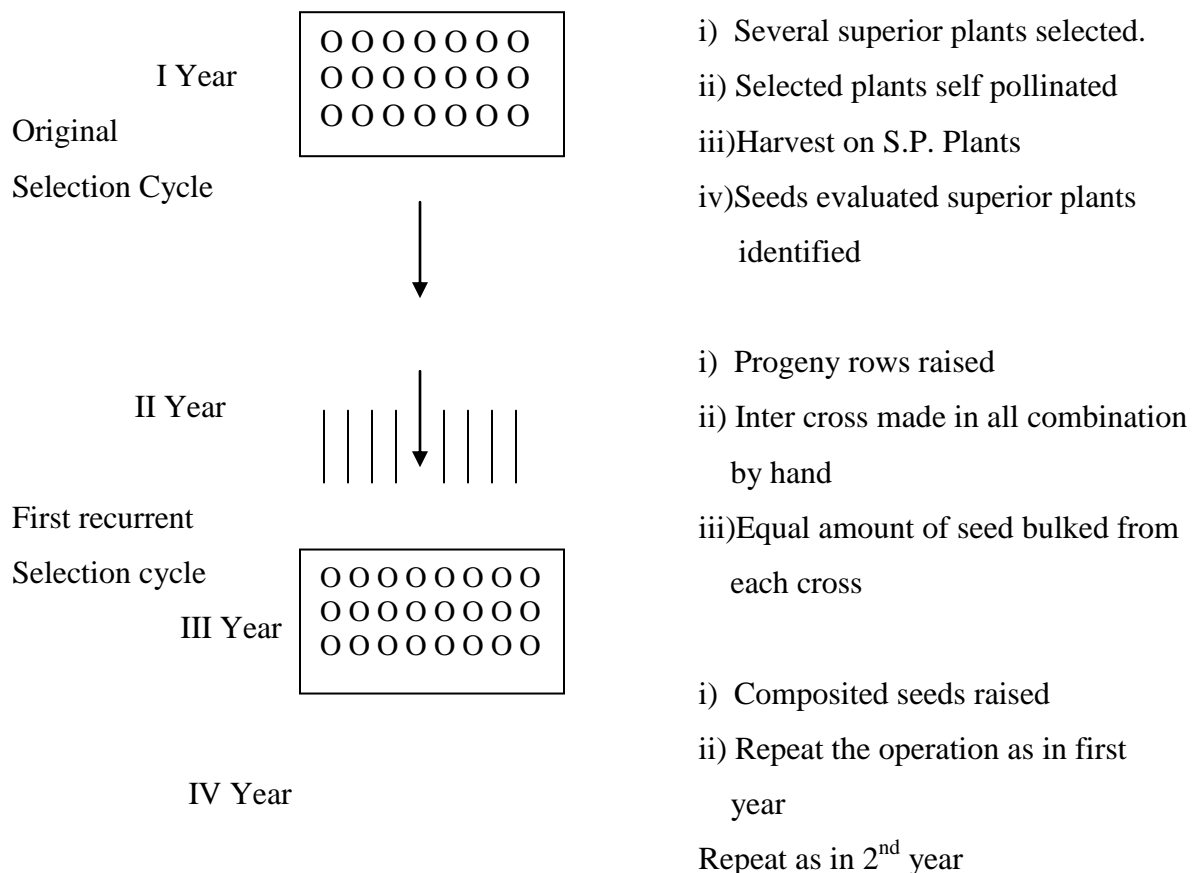 I Year
Original
Selection Cycle
O O O O O O O
O O O O O O O
O O O O O O O
i) Several superior plants selected.
ii) Selected plants self pollinated
iii)Harvest on S.P. Plants
iv)Seeds evaluated superior plants
identified
II Year
i) Progeny rows raised
ii) Inter cross made in all combination
by hand
iii)Equal amount of seed bulked from
each cross
First recurrent
Selection cycle
III Year
O O O O O O O O
O O O O O O O O
O O O O O O O O
i) Composited seeds raised
ii) Repeat the operation as in first
year
IV Year
Repeat as in 2nd year